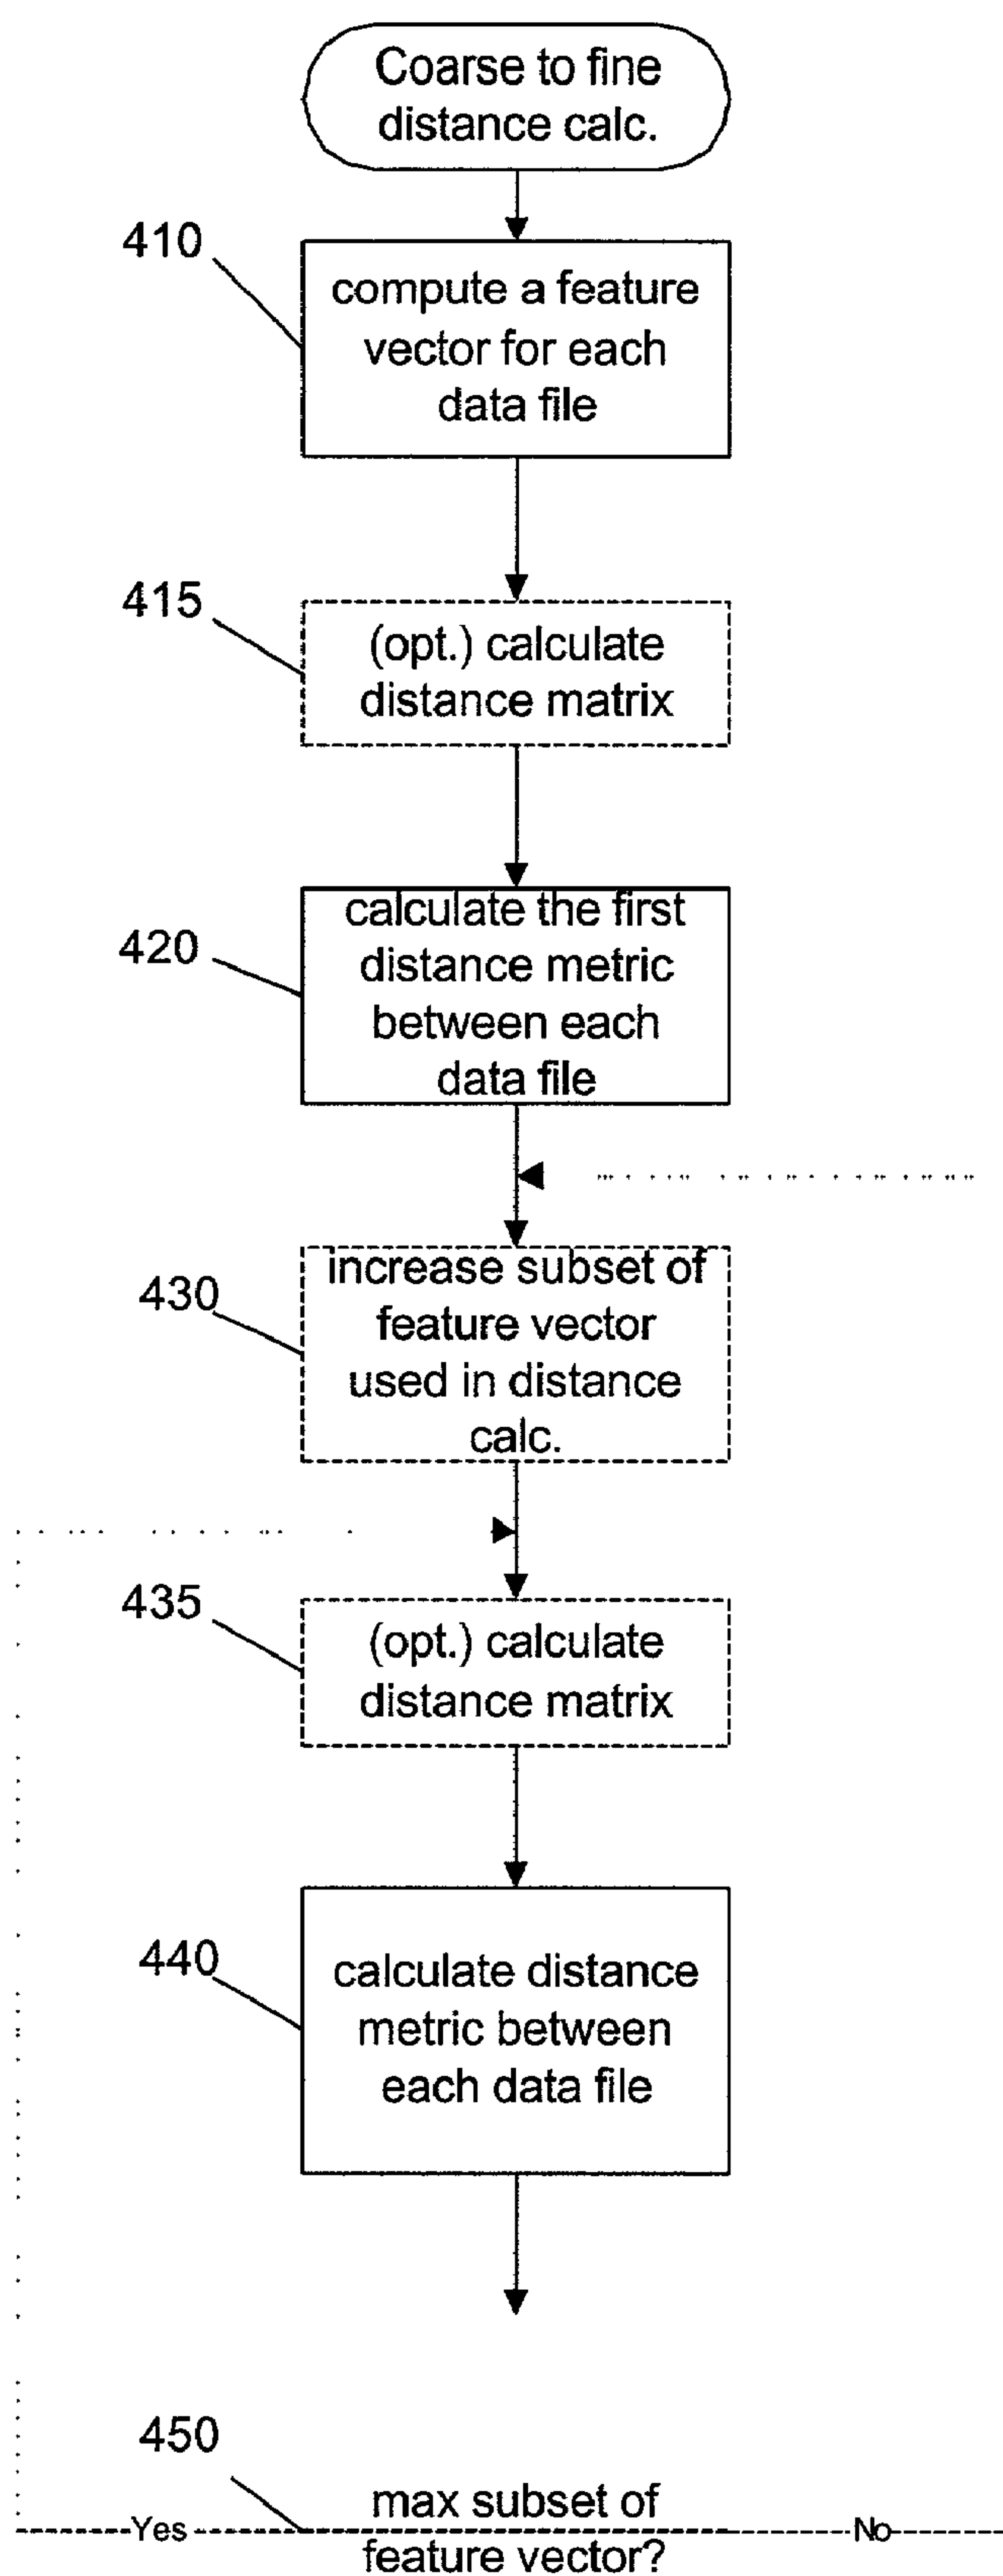 Coarse to fine
distance calc.
410
compute a feature
vector for each
data file
415
(opt.) calculate
distance matrix
420
calculate the first
distance metric
between each
data file
430
increase subset of
feature vector
used in distance
calc.
435
(opt.) calculate
distance matrix
440
calculate distance
metric between
each data file
450
max subset of
feature vector?
Yes
No